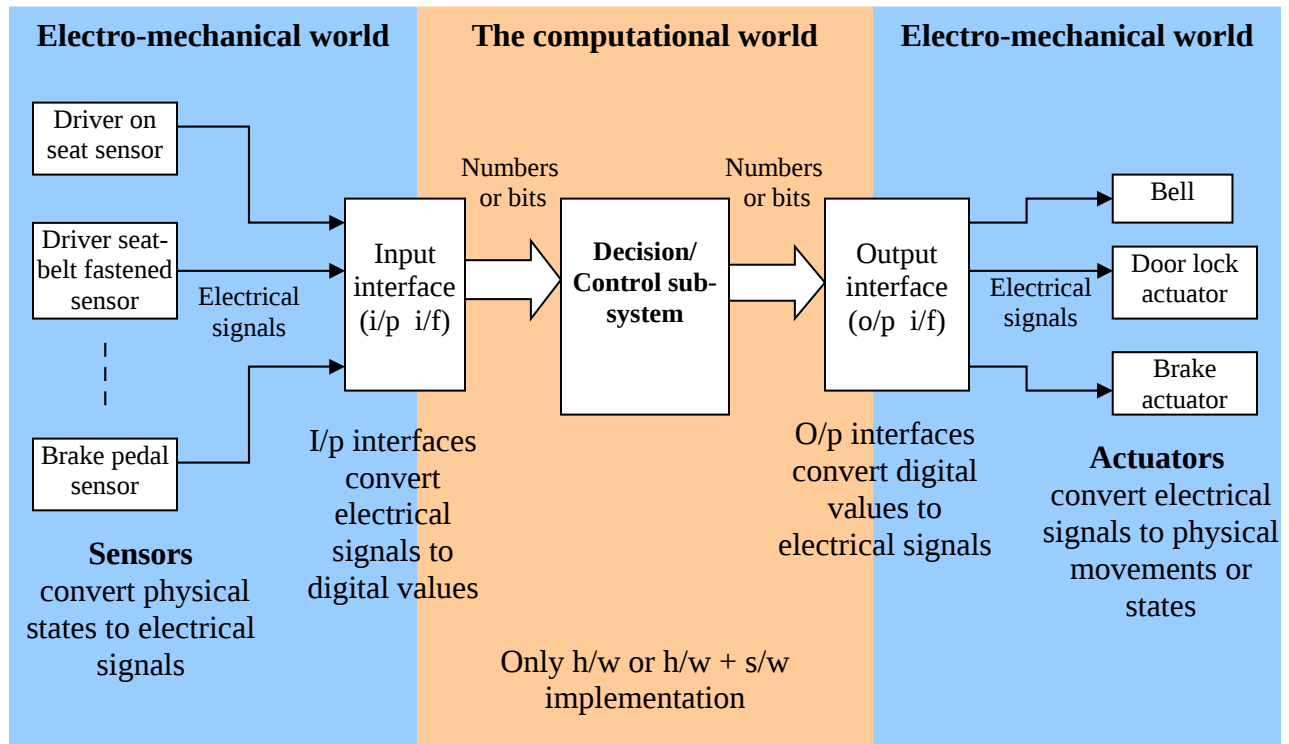 Electro-mechanical world
The computational world
Electro-mechanical world
Driver on
seat sensor
Driver seat-
belt fastened
sensor
Brake pedal
sensor
Electrical
signals
Sensors
convert physical
states to electrical
signals
Input
interface
(i/p i/f)
I/p interfaces
convert
electrical
signals to
digital values
Numbers
or bits
Decision/
Control sub-
system
Numbers
or bits
Only h/w or h/w + s/w
implementation
Output
interface
(o/p i/f)
O/p interfaces
convert digital
values to
electrical signals
Electrical
signals
Bell
Door lock
actuator
Brake
actuator
Actuators
convert electrical
signals to physical
movements or
states